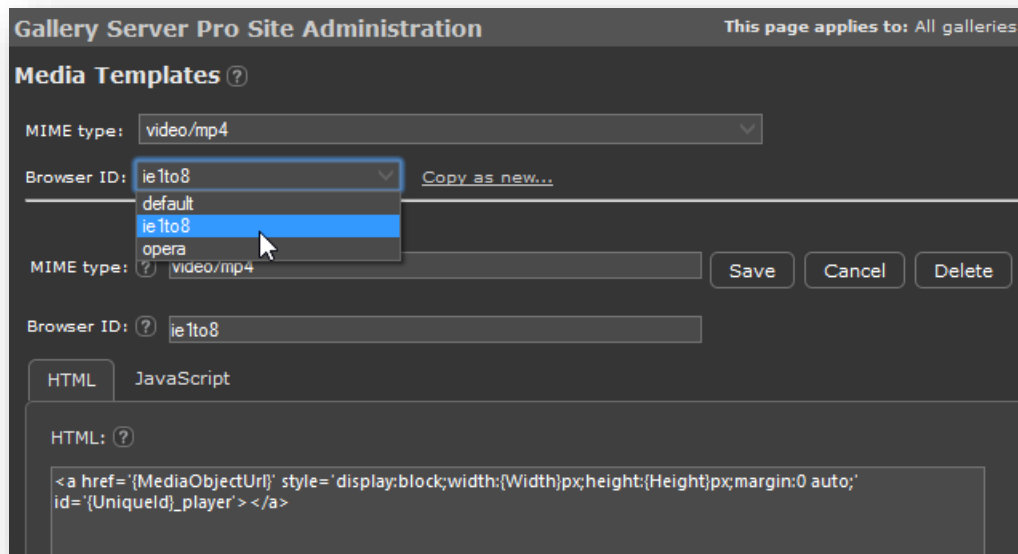 Gallery Server Pro Site Administration This page applies to: All galleries
Media Templates ?
MIME type: video/mp4
Browser ID: ie1to8 Copy as new...
default
ie1to8
opera
MIME type: ? video/mp4 Save Cancel Delete
Browser ID: ? ie1to8
HTML JavaScript
HTML: ?
<a href='{MediaObjectUrl}' style='display:block;width:{Width}px;height:{Height}px;margin:0 auto;'
id='{UniqueId}_player'></a>